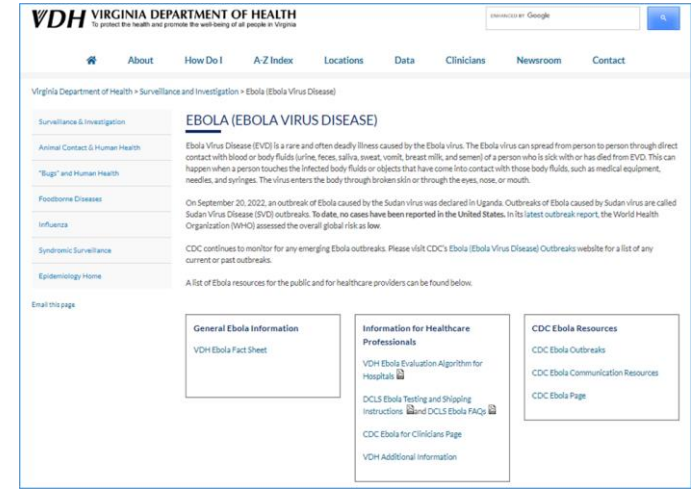 VDH VIRGINIA DEPARTMENT OF HEALTH
To protect the health and promote the well-being of all people in Virginia
ENHANCED BY Google
About How Do I A-Z Index Locations Data Clinicians Newsroom Contact
Virginia Department of Health > Surveillance and Investigation > Ebola (Ebola Virus Disease)
Surveillance & Investigation
Animal Contact & Human Health
"Bugs" and Human Health
Foodborne Diseases
Influenza
Syndromic Surveillance
Epidemiology Home
Email this page
EBOLA (EBOLA VIRUS DISEASE)
Ebola Virus Disease (EVD) is a rare and often deadly illness caused by the Ebola virus. The Ebola virus can spread from person to person through direct
contact with blood or body fluids (urine, feces, saliva, sweat, vomit, breast milk, and semen) of a person who is sick with or has died from EVD. This can
happen when a person touches the infected body fluids or objects that have come into contact with those body fluids, such as medical equipment,
needles, and syringes. The virus enters the body through broken skin or through the eyes, nose, or mouth.
On September 20, 2022, an outbreak of Ebola caused by the Sudan virus was declared in Uganda. Outbreaks of Ebola caused by Sudan virus are called
Sudan Virus Disease (SVD) outbreaks. To date, no cases have been reported in the United States. In its latest outbreak report, the World Health
Organization (WHO) assessed the overall global risk as low.
CDC continues to monitor for any emerging Ebola outbreaks. Please visit CDC's Ebola (Ebola Virus Disease) Outbreaks website for a list of any
current or past outbreaks.
A list of Ebola resources for the public and for healthcare providers can be found below.
General Ebola Information
VDH Ebola Fact Sheet
Information for Healthcare
Professionals
VDH Ebola Evaluation Algorithm for
Hospitals
DCLS Ebola Testing and Shipping
Instructions and DCLS Ebola FAQs
CDC Ebola for Clinicians Page
VDH Additional Information
CDC Ebola Resources
CDC Ebola Outbreaks
CDC Ebola Communication Resources
CDC Ebola Page